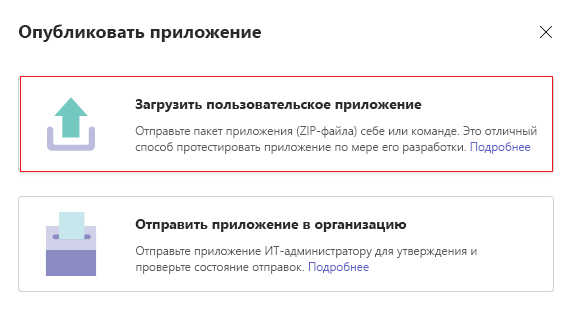 Опубликовать приложение
Загрузить пользовательское приложение
Отправьте пакет приложения (ZIP-файла) себе или команде. Это отличный
способ протестировать приложение по мере его разработки. Подробнее
Отправить приложение в организацию
Отправьте приложение ИТ-администратору для утверждения и
проверьте состояние отправок. Подробнее